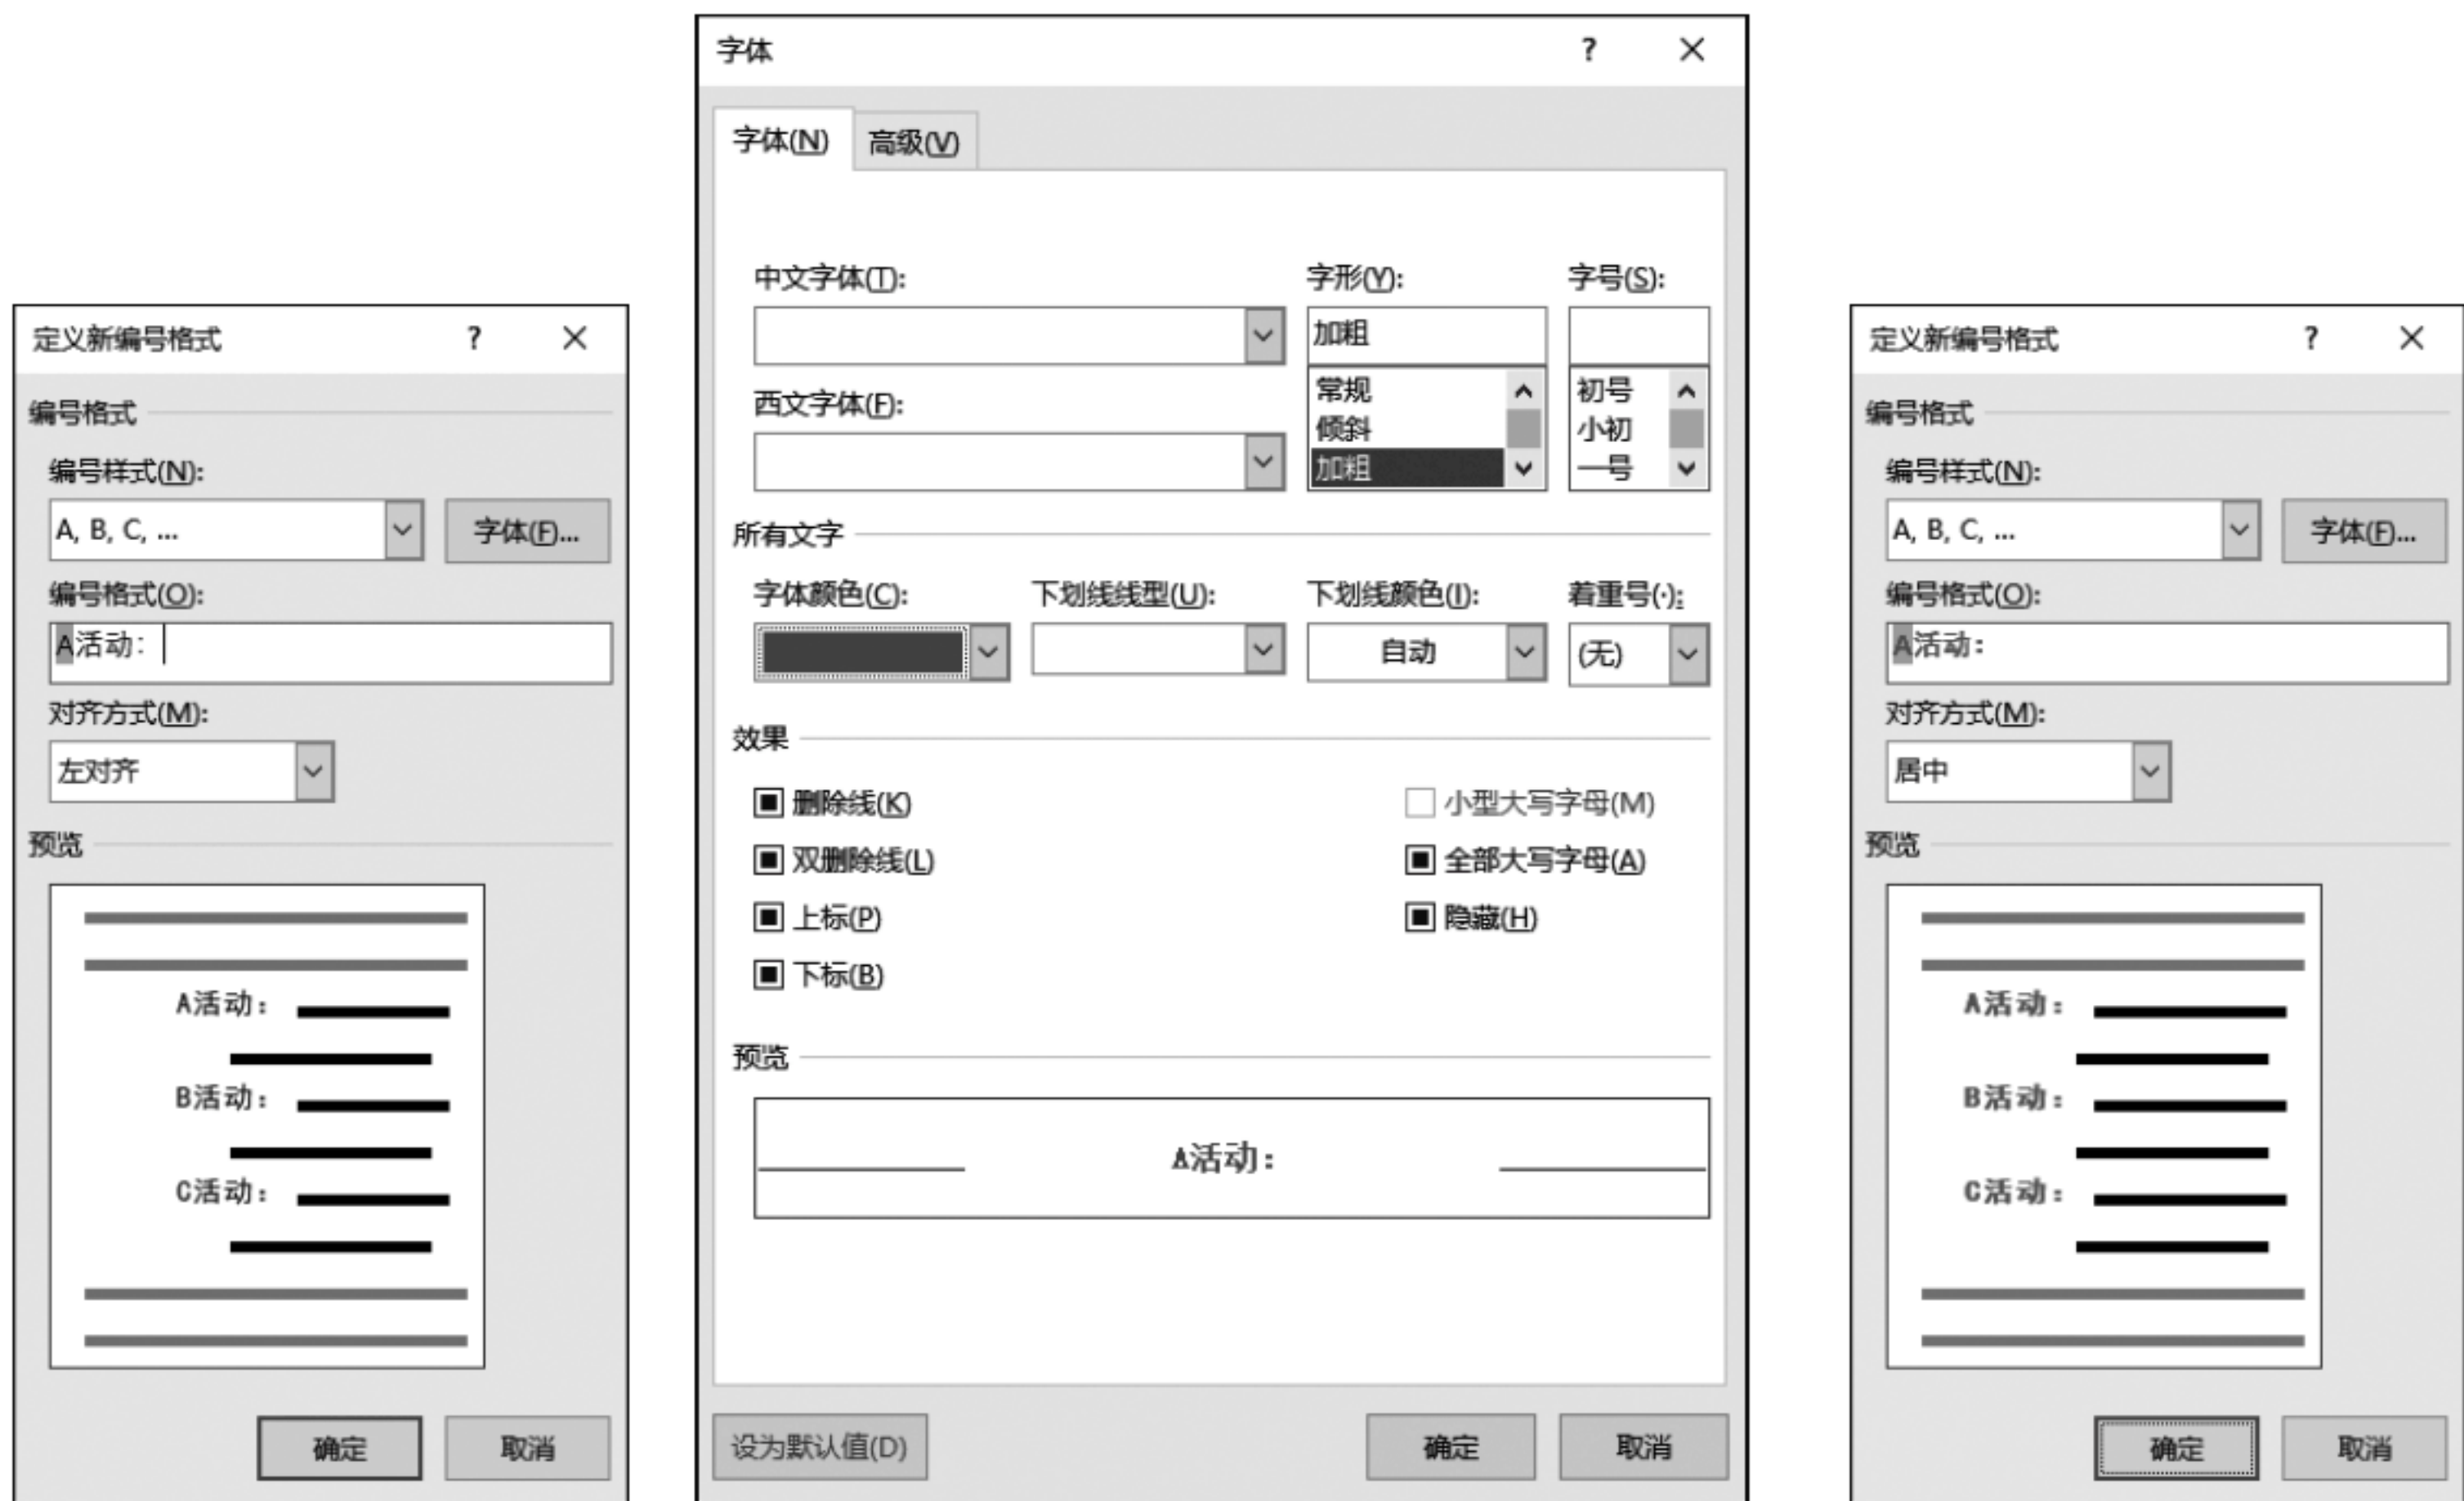 定义新编号格式 ? ×
编号格式
编号样式(N):
A, B, C, ...
字体(F)...
编号格式(O):
A活动:
对齐方式(M):
左对齐
预览
A活动:
B活动:
C活动:
确定 取消
字体 ? ×
字体(N) 高级(V)
中文字体(T): 字形(Y): 字号(S):
加粗
常规 初号
西文字体(F): 倾斜 小初
加粗 一号
所有文字
字体颜色(C): 下划线线型(U): 下划线颜色(I): 着重号(·):
自动 (无)
效果
删除线(K) 小型大写字母(M)
双删除线(L) 全部大写字母(A)
上标(P) 隐藏(H)
下标(B)
预览
A活动:
设为默认值(D) 确定 取消
定义新编号格式 ? ×
编号格式
编号样式(N):
A, B, C, ...
字体(F)...
编号格式(O):
A活动:
对齐方式(M):
居中
预览
A活动:
B活动:
C活动:
确定 取消